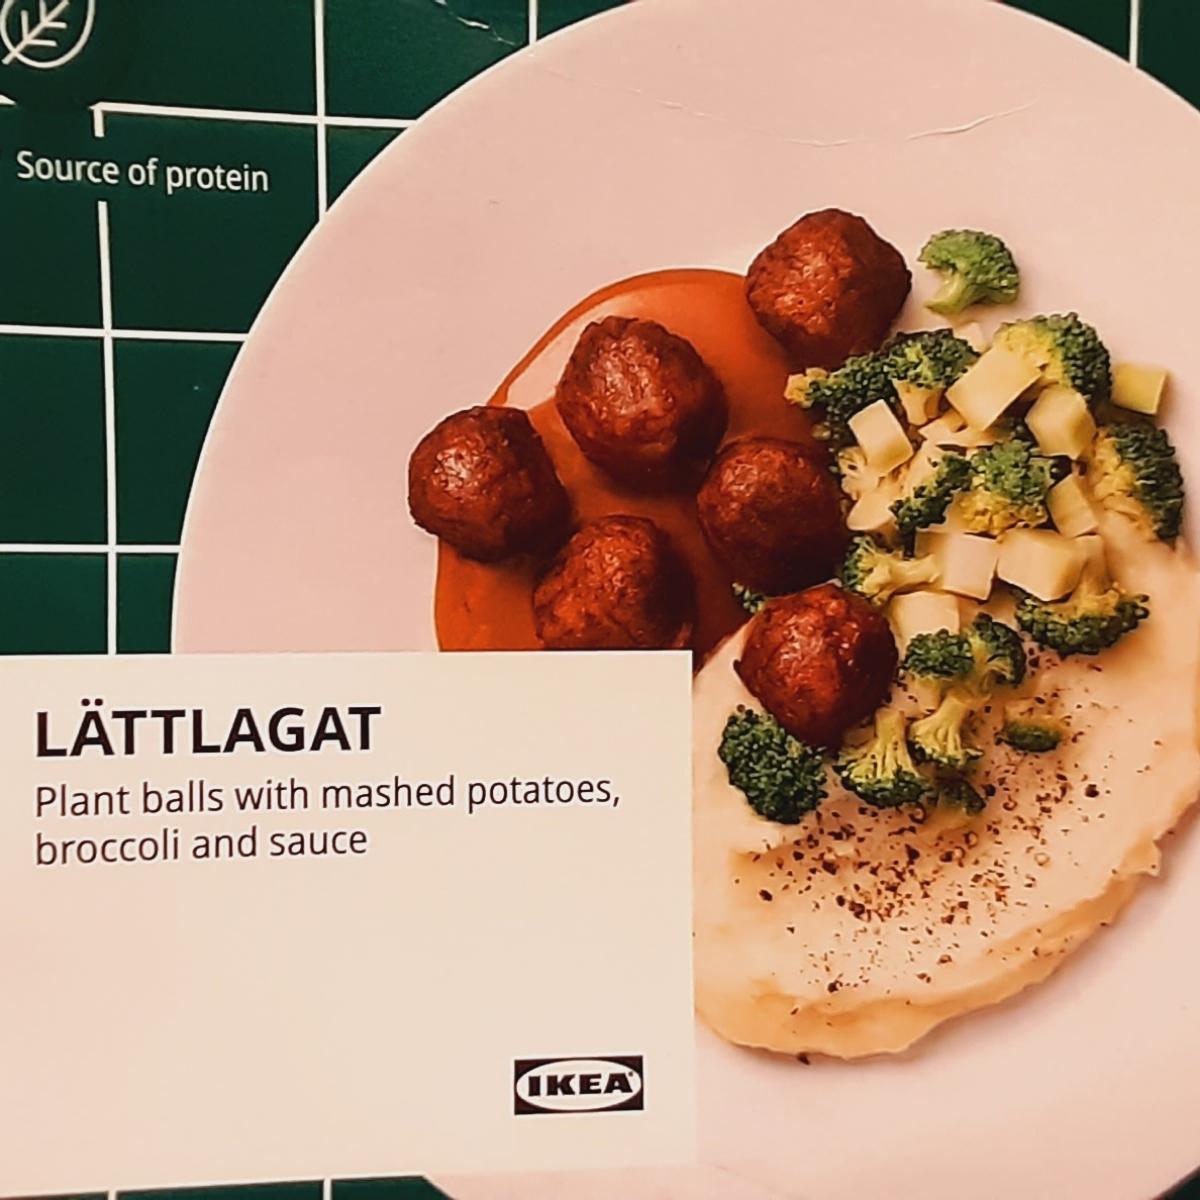 Source of protein
LÄTTLAGAT
Plant balls with mashed potatoes,
broccoli and sauce
IKEA